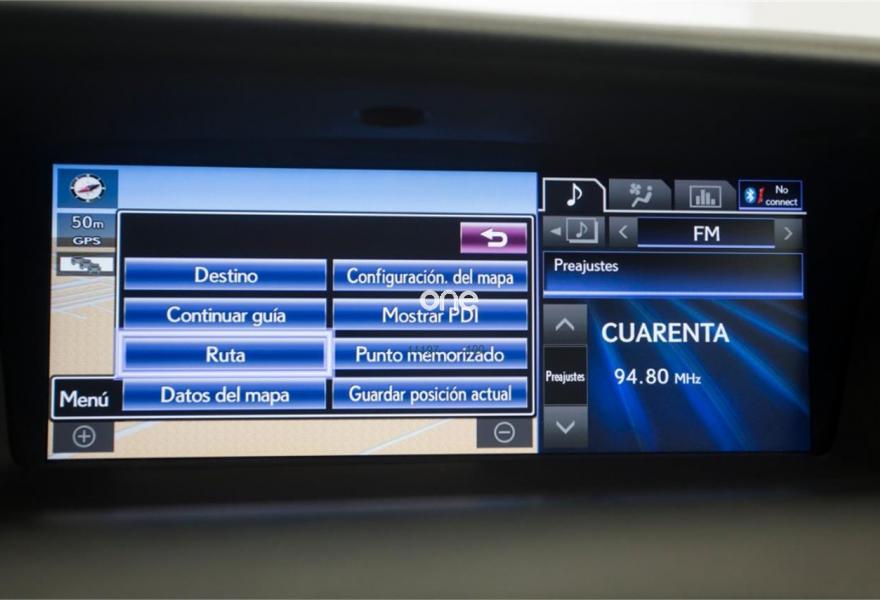 50m
GPS
Destino
Configuración. del mapa
Continuar guía
Mostrar PDI
Ruta
Punto memorizado
Menú
Datos del mapa
Guardar posición actual
No
connect
FM
Preajustes
CUARENTA
Preajustes
94.80 MHz
one